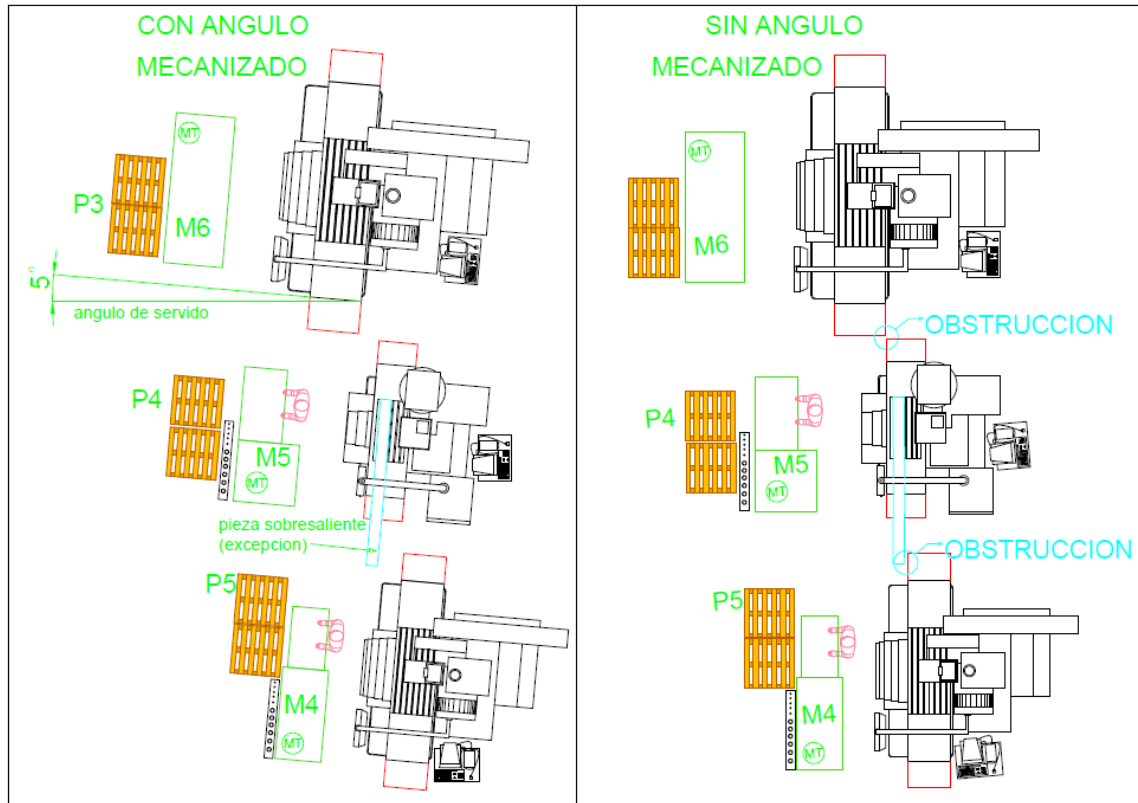 CON ANGULO
MECANIZADO
MT
P3
M6
5°
angulo de servido
P4
M5
MT
pieza sobresaliente
(excepcion)
P5
M4
MT
SIN ANGULO
MECANIZADO
MT
M6
OBSTRUCCION
P4
M5
MT
OBSTRUCCION
P5
M4
MT